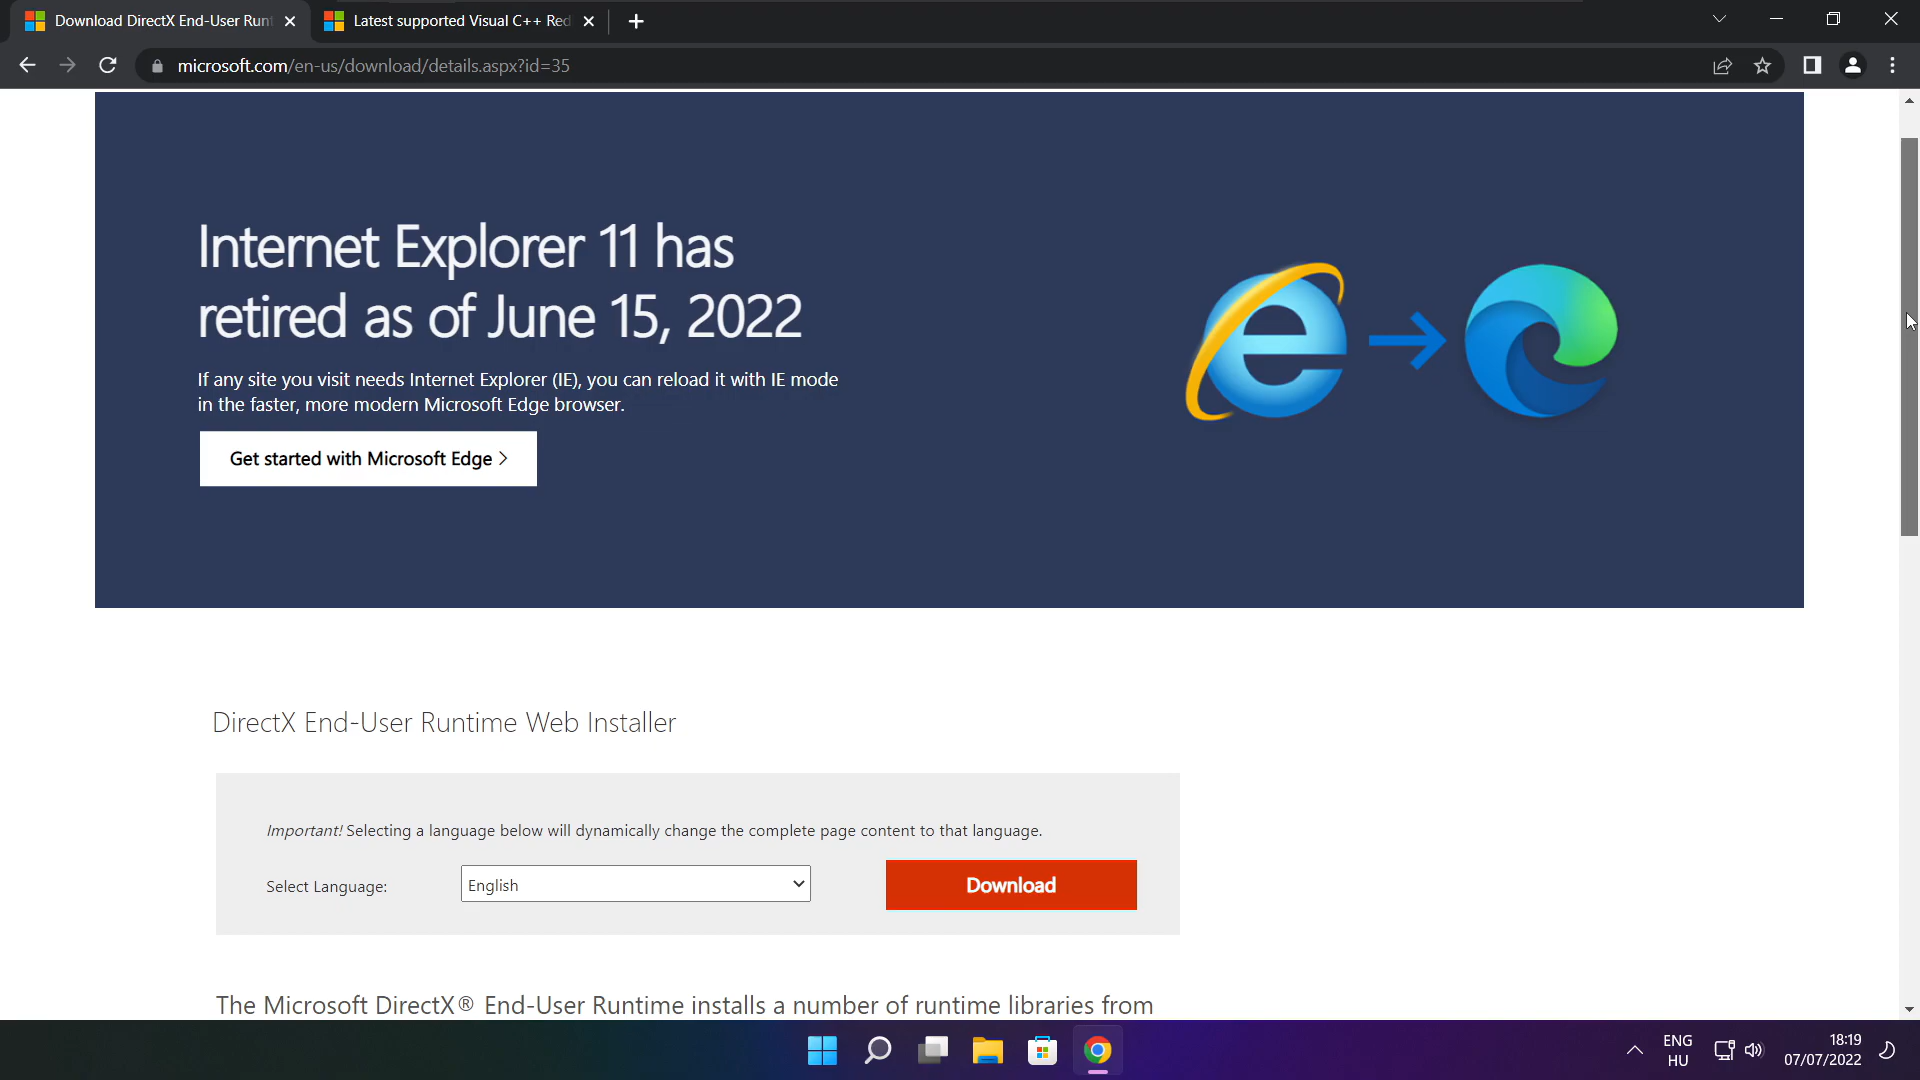 Download DirectX End-User Runt
Latest supported Visual C++ Red
microsoft.com/en-us/download/details.aspx?id=35
Internet Explorer 11 has
retired as of June 15, 2022
If any site you visit needs Internet Explorer (IE), you can reload it with IE mode
in the faster, more modern Microsoft Edge browser.
Get started with Microsoft Edge >
DirectX End-User Runtime Web Installer
Important! Selecting a language below will dynamically change the complete page content to that language.
Select Language:
English
Download
The Microsoft DirectX® End-User Runtime installs a number of runtime libraries from
ENG
HU
18:19
07/07/2022